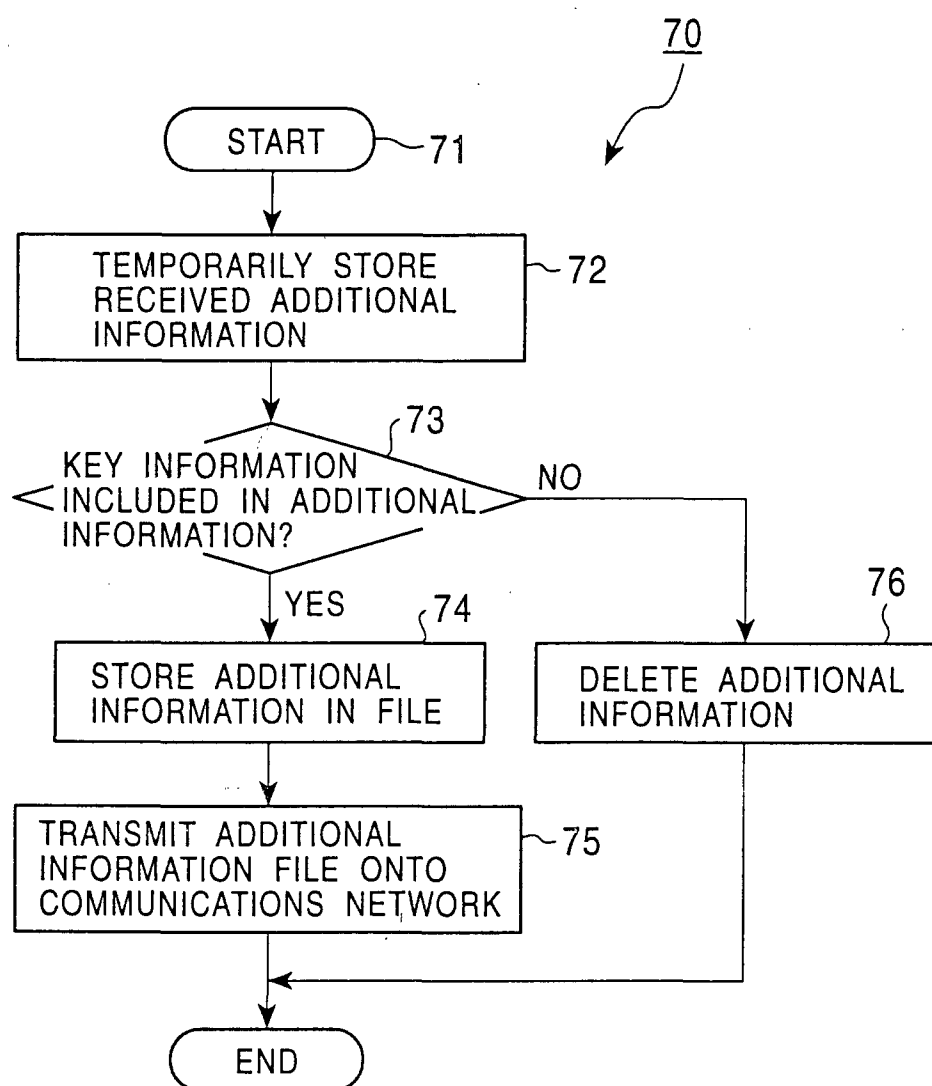 70
START
71
TEMPORARILY STORE
RECEIVED ADDITIONAL
INFORMATION
72
73
KEY INFORMATION
INCLUDED IN ADDITIONAL
INFORMATION?
NO
YES
74
76
STORE ADDITIONAL
INFORMATION IN FILE
DELETE ADDITIONAL
INFORMATION
TRANSMIT ADDITIONAL
INFORMATION FILE ONTO
COMMUNICATIONS NETWORK
75
END